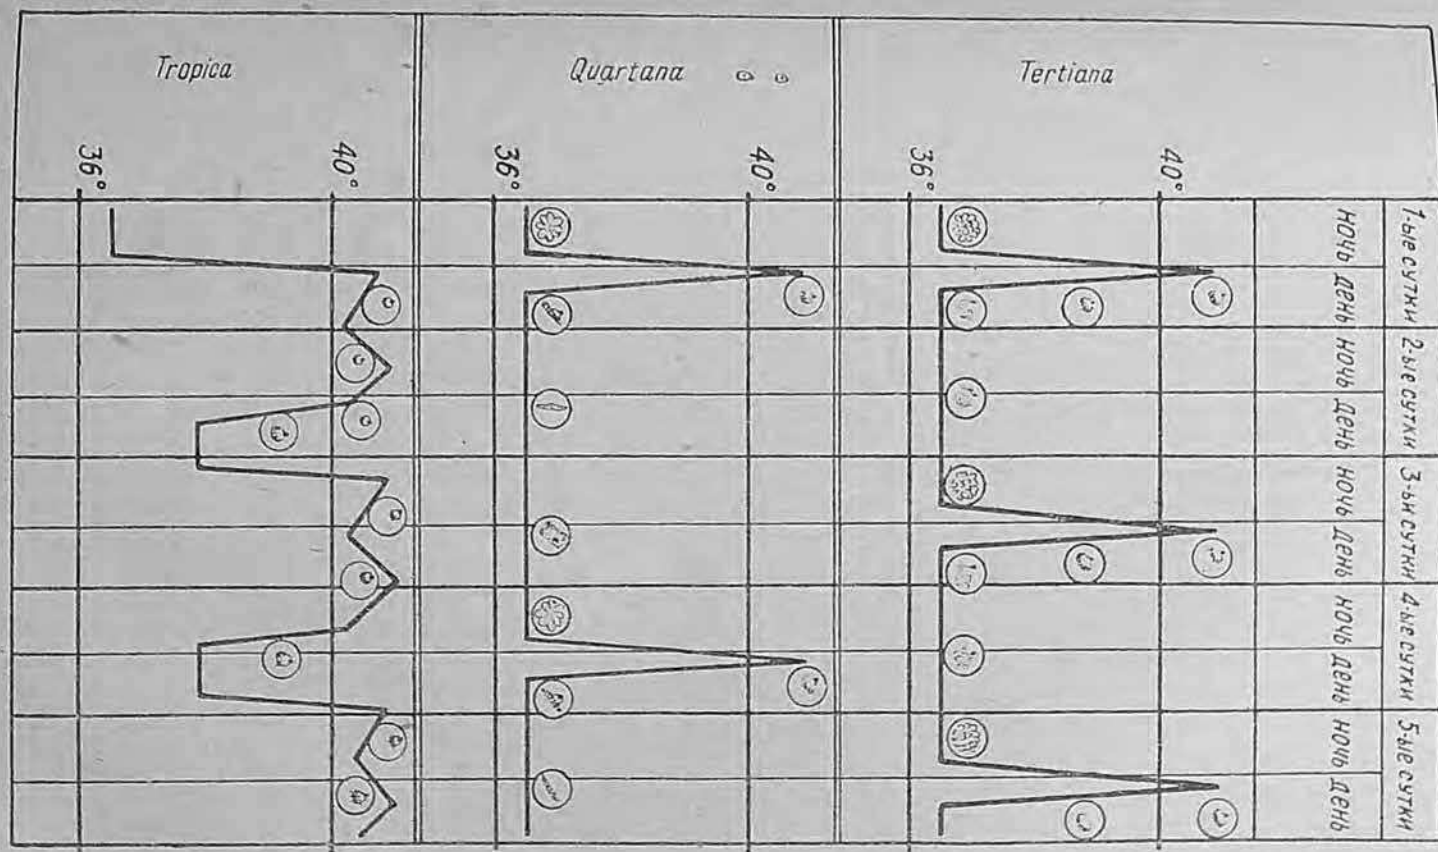 Tropica
Quartana
Tertiana
36° 40° 36° 40° 36° 40°
1-ые сутки 2-ые сутки 3-ьи сутки 4-ые сутки 5-ые сутки
ночь день ночь день ночь день ночь день ночь день